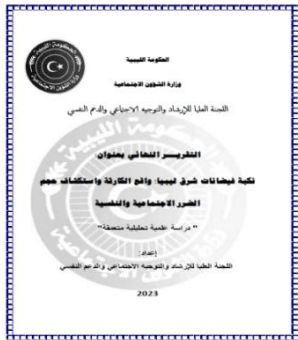 الحكومة الليبية
وزارة الشؤون الاجتماعية
اللجنة العليا للإرشاد والتوجيه الاجتماعي والدعم النفسي
التقريــر النهائي بعنوان:
نكبة فيضانات شرق ليبيا: واقع الكارثة واستكشاف حجم
الضرر الاجتماعية والنفسية
" دراسة علمية تحليلية متعمقة"
إعداد:
اللجنة العليا للإرشاد والتوجيه الاجتماعي والدعم النفسي
2023